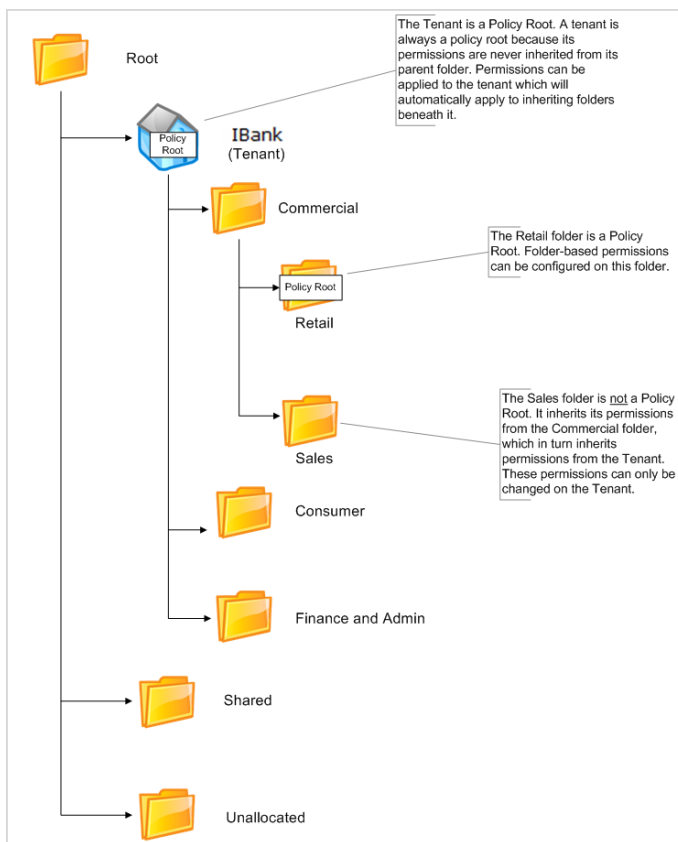 The Tenant is a Policy Root. A tenant is
always a policy root because its
permissions are never inherited from its
parent folder. Permissions can be
applied to the tenant which will
automatically apply to inheriting folders
beneath it.
Root
Policy
Root
IBank
(Tenant)
Commercial
The Retail folder is a Policy
Root. Folder-based permissions
can be configured on this folder.
Policy Root
Retail
The Sales folder is not a Policy
Root. It inherits its permissions
from the Commercial folder,
which in turn inherits
permissions from the Tenant.
These permissions can only be
changed on the Tenant.
Sales
Consumer
Finance and Admin
Shared
Unallocated